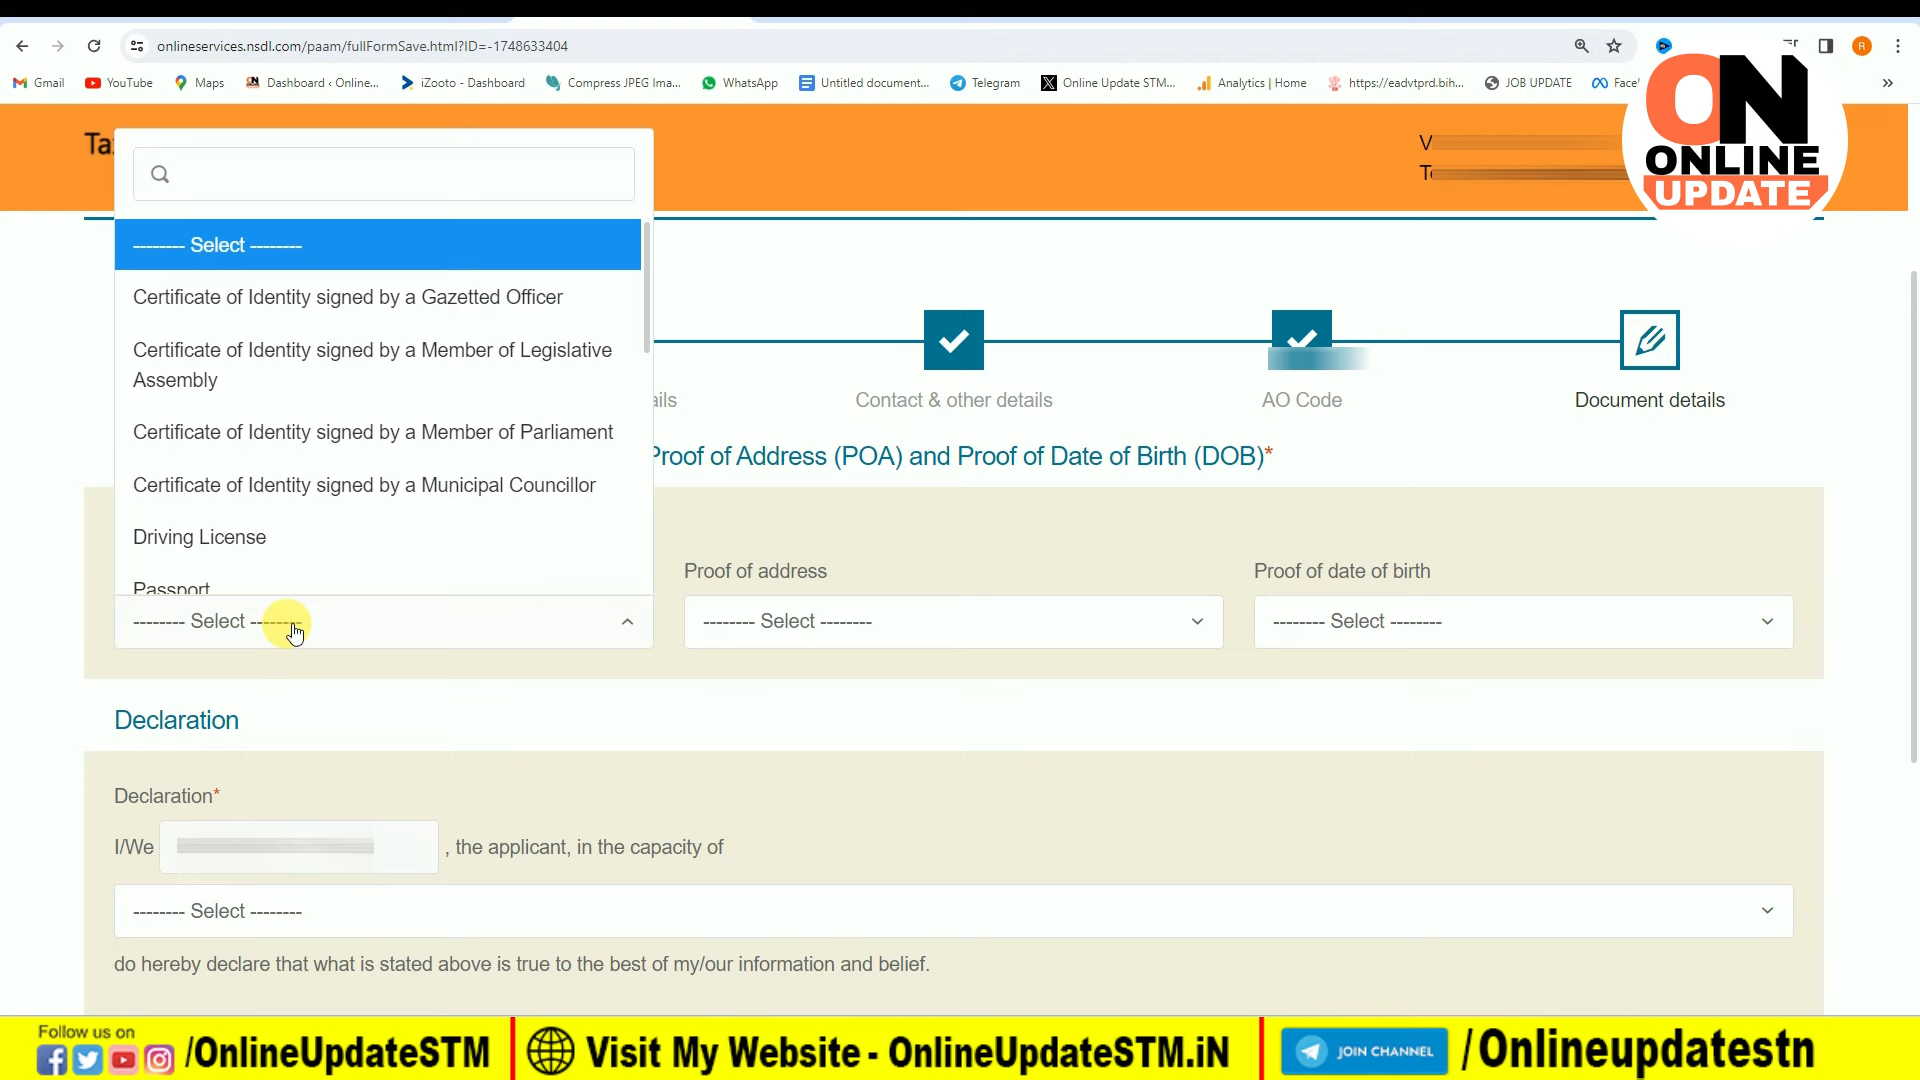 onlineservices.nsdl.com/paam/fullFormSave.html?ID=-1748633404
R
Gmail YouTube Maps Dashboard ‹ Online... iZooto - Dashboard Compress JPEG Ima... WhatsApp Untitled document... Telegram Online Update STM... Analytics | Home https://eadvtprd.bih... JOB UPDATE Face
»
ON
ONLINE
UPDATE
Ta
V
T
-------- Select --------
Certificate of Identity signed by a Gazetted Officer
Certificate of Identity signed by a Member of Legislative
Assembly
Certificate of Identity signed by a Member of Parliament
Certificate of Identity signed by a Municipal Councillor
Driving License
Passport
-------- Select --------
ails
Contact & other details
AO Code
Document details
Proof of Address (POA) and Proof of Date of Birth (DOB)*
Proof of address
-------- Select --------
Proof of date of birth
-------- Select --------
Declaration
Declaration*
I/We , the applicant, in the capacity of
-------- Select --------
do hereby declare that what is stated above is true to the best of my/our information and belief.
Follow us on
/OnlineUpdateSTM
Visit My Website - OnlineUpdateSTM.iN
JOIN CHANNEL
/Onlineupdatestn